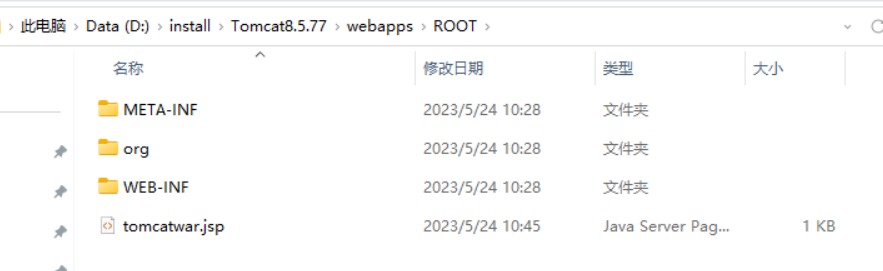 此电脑 > Data (D:) > install > Tomcat8.5.77 > webapps > ROOT >
名称 修改日期 类型 大小
META-INF 2023/5/24 10:28 文件夹
org 2023/5/24 10:28 文件夹
WEB-INF 2023/5/24 10:28 文件夹
tomcatwar.jsp 2023/5/24 10:45 Java Server Pag... 1 KB